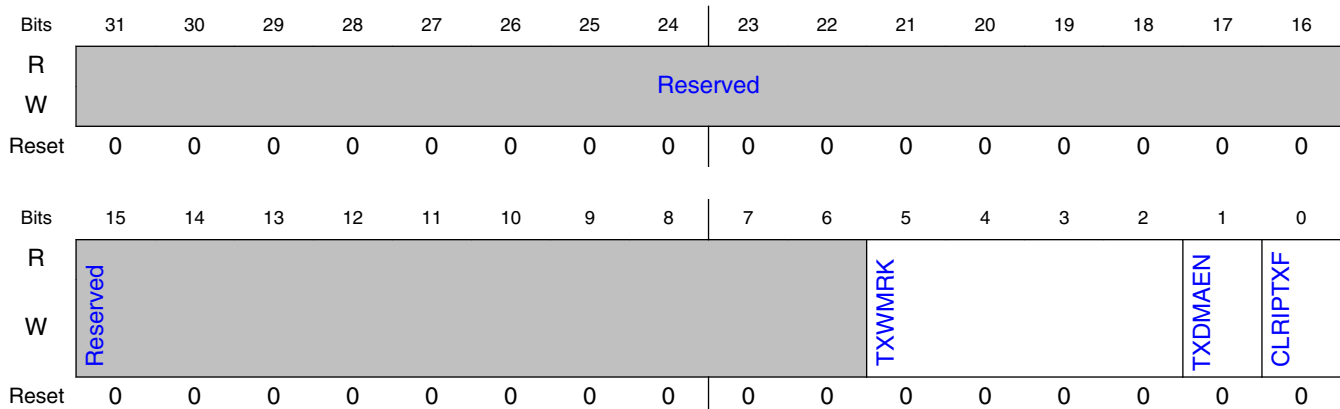 Bits 31 30 29 28 27 26 25 24 23 22 21 20 19 18 17 16
R
Reserved
W
Reset 0 0 0 0 0 0 0 0 0 0 0 0 0 0 0 0
Bits 15 14 13 12 11 10 9 8 7 6 5 4 3 2 1 0
R
W
Reserved
TXWMRK
TXDMAEN
CLRIPTXF
Reset 0 0 0 0 0 0 0 0 0 0 0 0 0 0 0 0